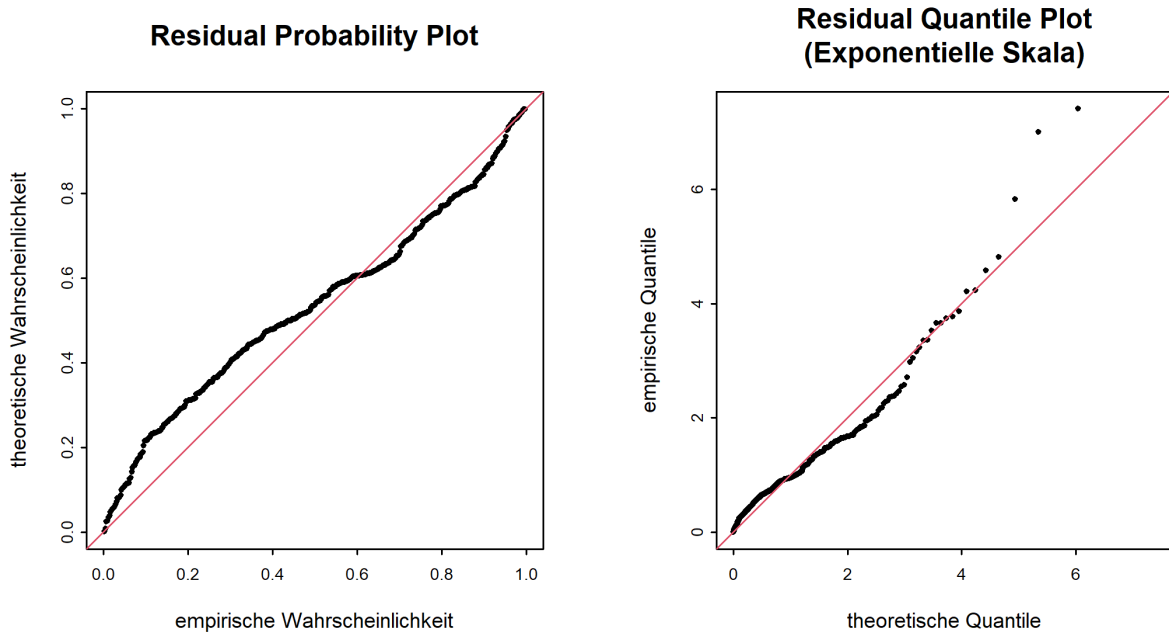 Residual Probability Plot
theoretische Wahrscheinlichkeit
0.0 0.2 0.4 0.6 0.8 1.0
0.0 0.2 0.4 0.6 0.8 1.0
empirische Wahrscheinlichkeit
Residual Quantile Plot
(Exponentielle Skala)
empirische Quantile
0 2 4 6
0 2 4 6
theoretische Quantile